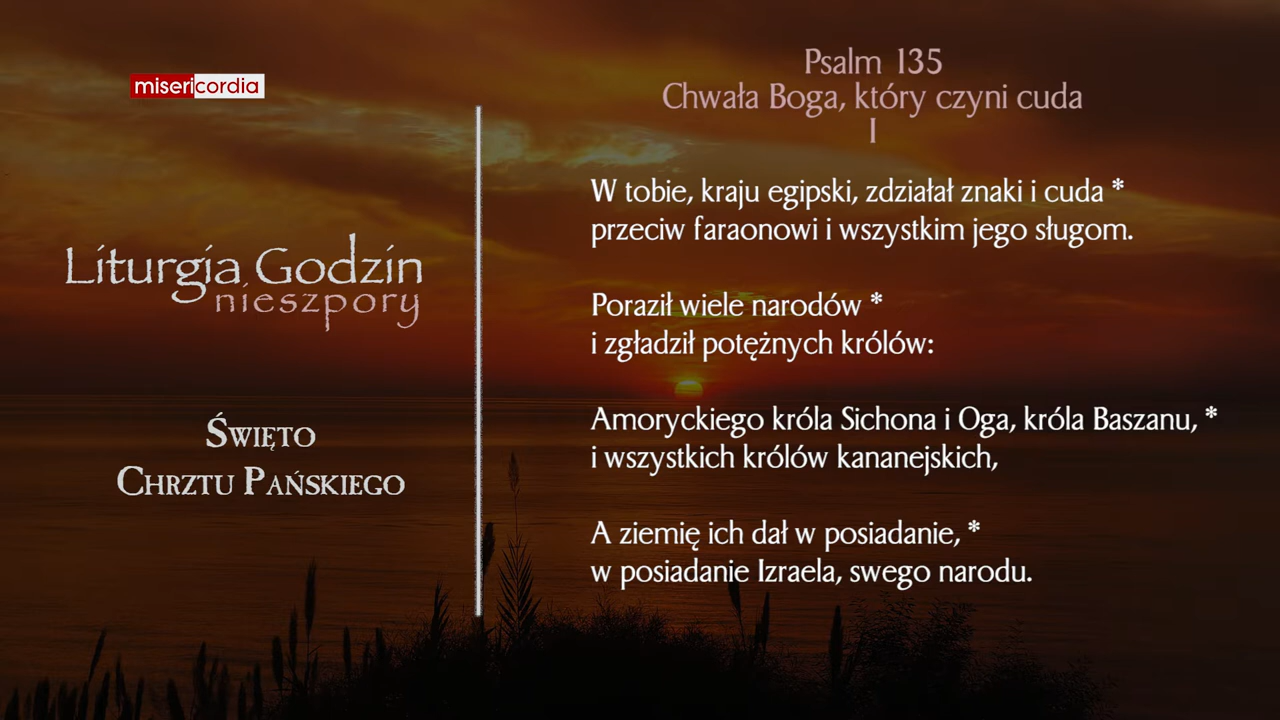 misericordia
Liturgia Godzin
nieszpory
Święto
Chrztu Pańskiego
Psalm 135
Chwała Boga, który czyni cuda
I
W tobie, kraju egipski, zdziałał znaki i cuda *
przeciw faraonowi i wszystkim jego sługom.
Poraził wiele narodów *
i zgładził potężnych królów:
Amoryckiego króla Sichona i Oga, króla Baszanu, *
i wszystkich królów kananejskich,
A ziemię ich dał w posiadanie, *
w posiadanie Izraela, swego narodu.